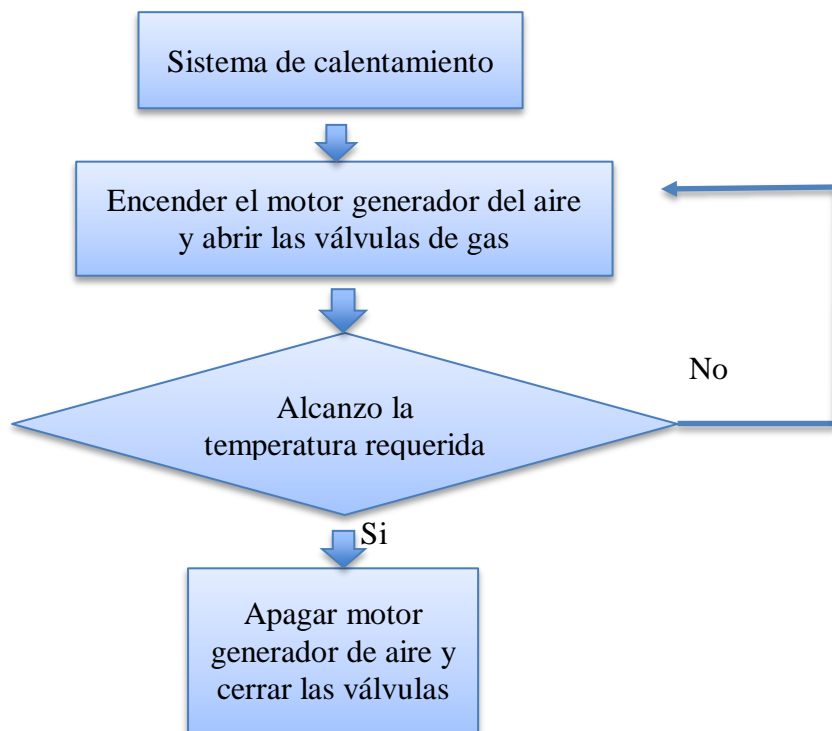 Sistema de calentamiento
Encender el motor generador del aire
y abrir las válvulas de gas
No
Alcanzo la
temperatura requerida
Si
Apagar motor
generador de aire y
cerrar las válvulas